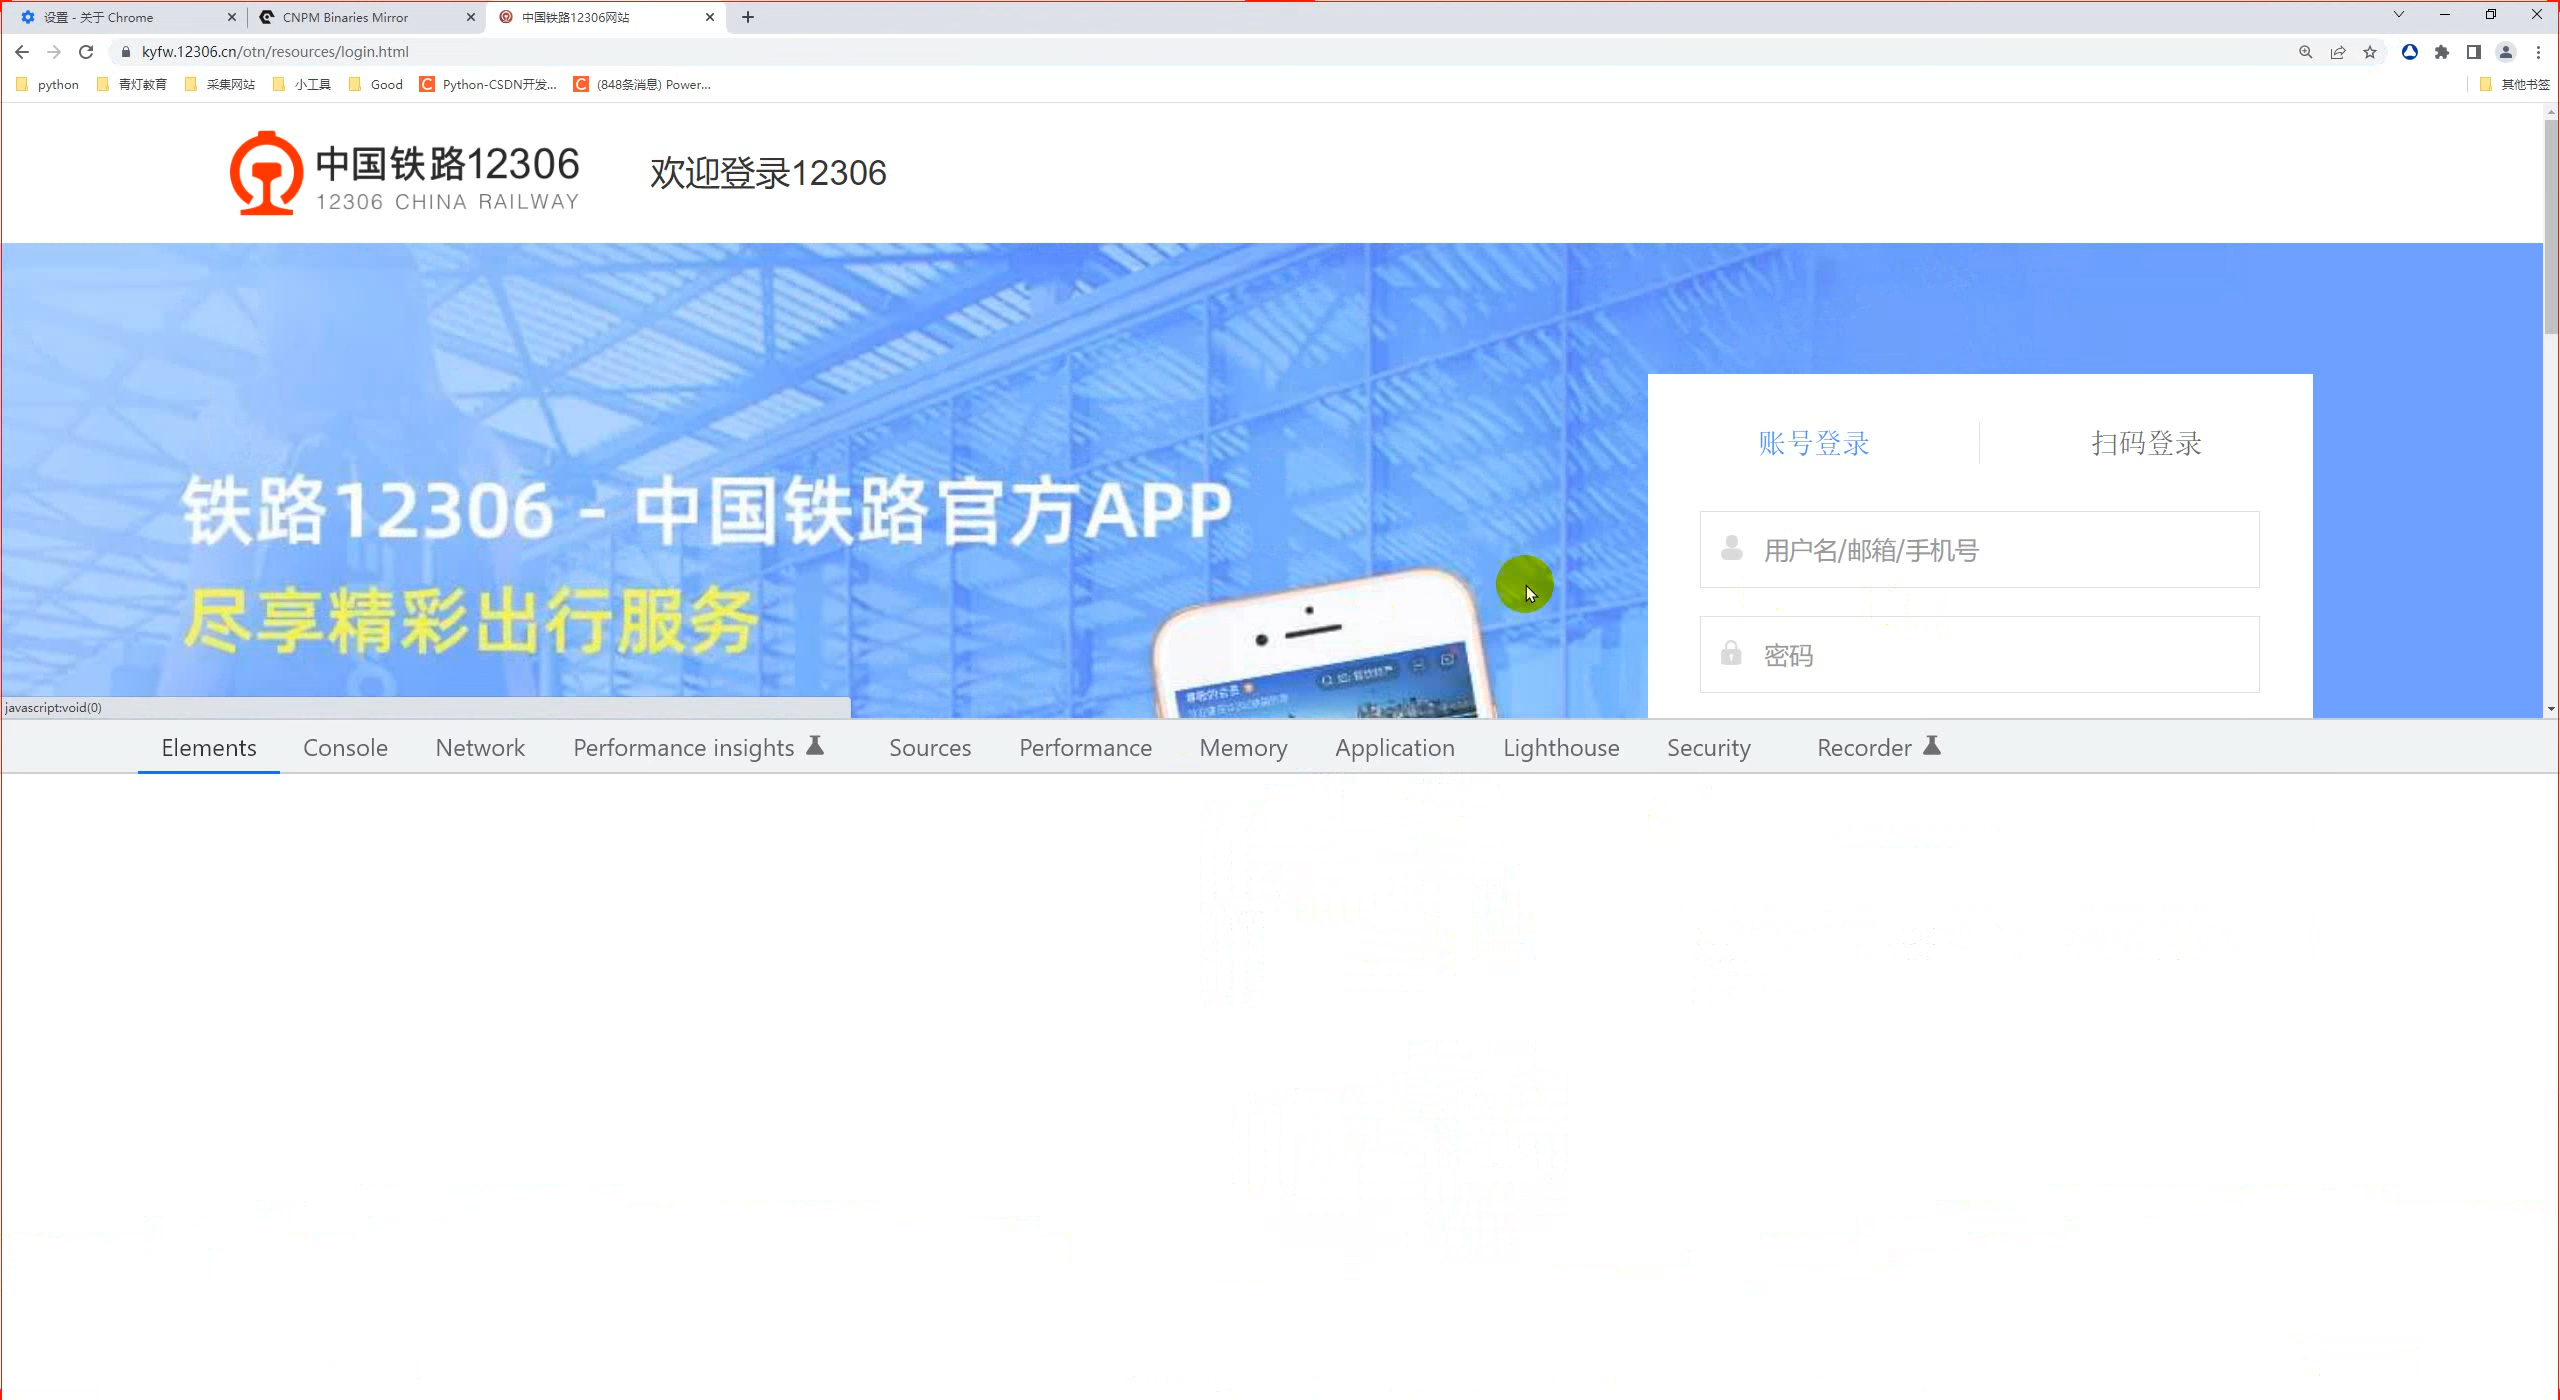 设置 - 关于 Chrome
CNPM Binaries Mirror
中国铁路12306网站
kyfw.12306.cn/otn/resources/login.html
python
青灯教育
采集网站
小工具
Good
Python-CSDN开发...
(848条消息) Power...
其他书签
中国铁路12306
12306 CHINA RAILWAY
欢迎登录12306
账号登录
扫码登录
铁路12306 - 中国铁路官方APP
用户名/邮箱/手机号
尽享精彩出行服务
密码
javascript:void(0)
Elements
Console
Network
Performance insights
Sources
Performance
Memory
Application
Lighthouse
Security
Recorder